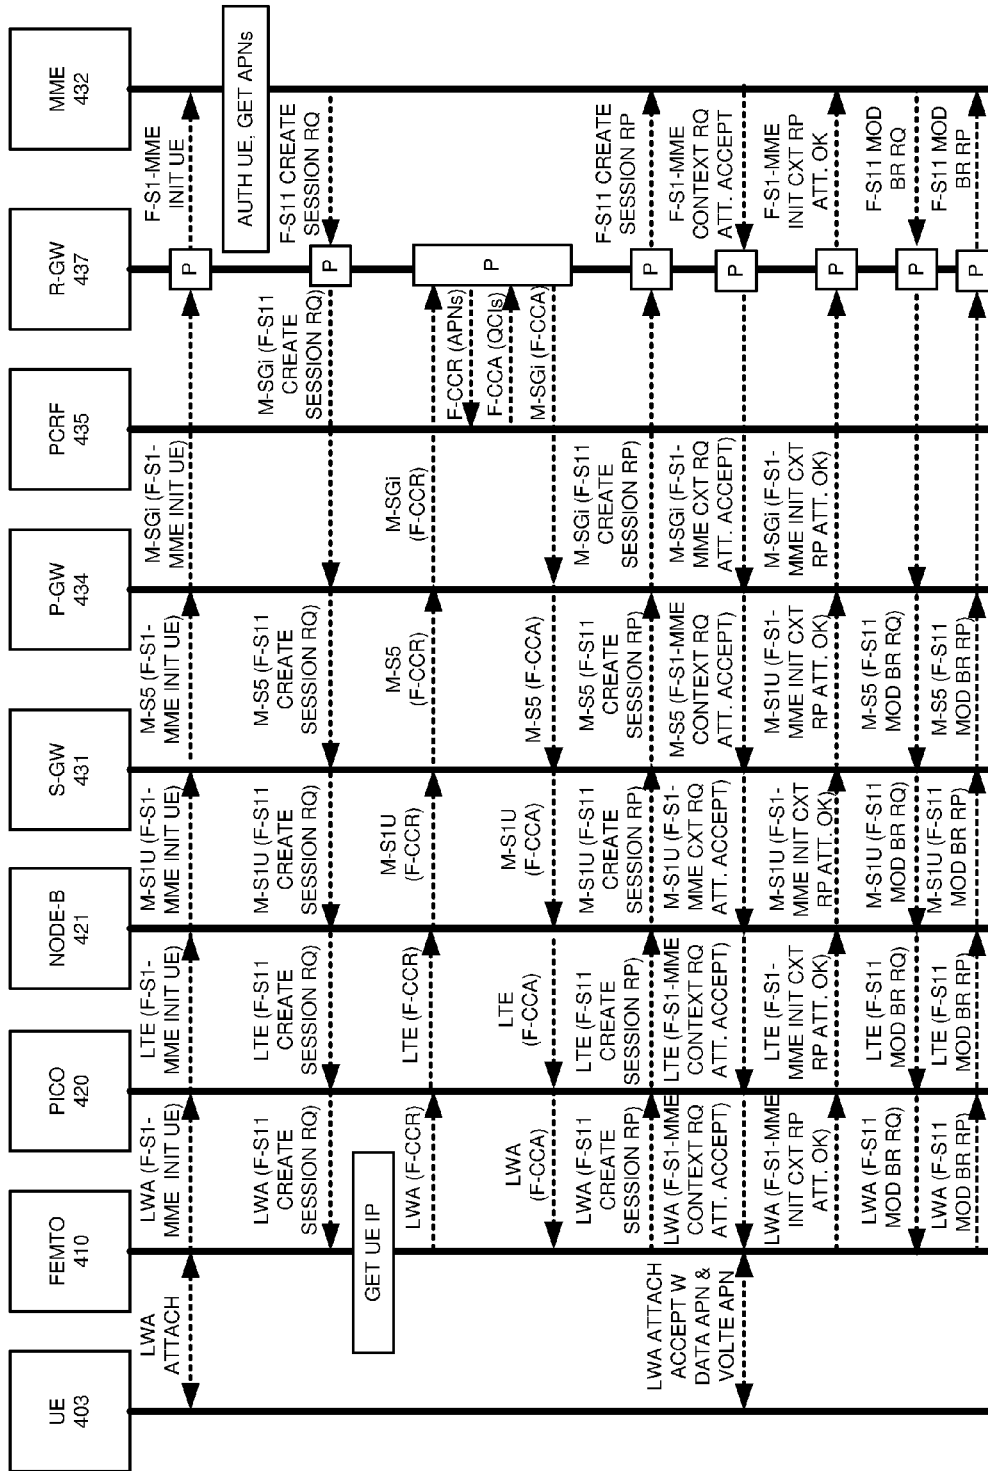 UE
403
FEMTO
410
PICO
420
NODE-B
421
S-GW
431
P-GW
434
PCRF
435
R-GW
437
MME
432
LWA
ATTACH
LWA (F-S1-
MME INIT UE)
LTE (F-S1-
MME INIT UE)
M-S1U (F-S1-
MME INIT UE)
M-S5 (F-S1-
MME INIT UE)
M-SGi (F-S1-
MME INIT UE)
P
F-S1-MME
INIT UE
AUTH UE, GET APNs
LWA (F-S11
CREATE
SESSION RQ)
LTE (F-S11
CREATE
SESSION RQ)
M-S1U (F-S11
CREATE
SESSION RQ)
M-S5 (F-S11
CREATE
SESSION RQ)
M-SGi (F-S11
CREATE
SESSION RQ)
P
F-S11 CREATE
SESSION RQ
GET UE IP
LWA (F-CCR)
LTE (F-CCR)
M-S1U
(F-CCR)
M-S5
(F-CCR)
M-SGi
(F-CCR)
P
F-CCR (APNs)
F-CCA (QCIs)
LWA
(F-CCA)
LTE
(F-CCA)
M-S1U
(F-CCA)
M-S5 (F-CCA)
M-SGi (F-CCA)
LWA (F-S11
CREATE
SESSION RP)
LTE (F-S11
CREATE
SESSION RP)
M-S1U (F-S11
CREATE
SESSION RP)
M-S5 (F-S11
CREATE
SESSION RP)
M-SGi (F-S11
CREATE
SESSION RP)
P
F-S11 CREATE
SESSION RP
LWA ATTACH
ACCEPT W
DATA APN &
VOLTE APN
LWA (F-S1-MME
CONTEXT RQ
ATT. ACCEPT)
LTE (F-S1-MME
CONTEXT RQ
ATT. ACCEPT)
M-S1U (F-S1-
MME CXT RQ
ATT. ACCEPT)
M-S5 (F-S1-MME
CONTEXT RQ
ATT. ACCEPT)
M-SGi (F-S1-
MME CXT RQ
ATT. ACCEPT)
P
F-S1-MME
CONTEXT RQ
ATT. ACCEPT
LWA (F-S1-MME
INIT CXT RP
ATT. OK)
LTE (F-S1-
MME INIT CXT
RP ATT. OK)
M-S1U (F-S1-
MME INIT CXT
RP ATT. OK)
M-S1U (F-S1-
MME INIT CXT
RP ATT. OK)
M-SGi (F-S1-
MME INIT CXT
RP ATT. OK)
P
F-S1-MME
INIT CXT RP
ATT. OK
LWA (F-S11
MOD BR RQ)
LTE (F-S11
MOD BR RQ)
M-S1U (F-S11
MOD BR RQ)
M-S5 (F-S11
MOD BR RQ)
P
F-S11 MOD
BR RQ
LWA (F-S11
MOD BR RP)
LTE (F-S11
MOD BR RP)
M-S1U (F-S11
MOD BR RP)
M-S5 (F-S11
MOD BR RP)
P
F-S11 MOD
BR RP